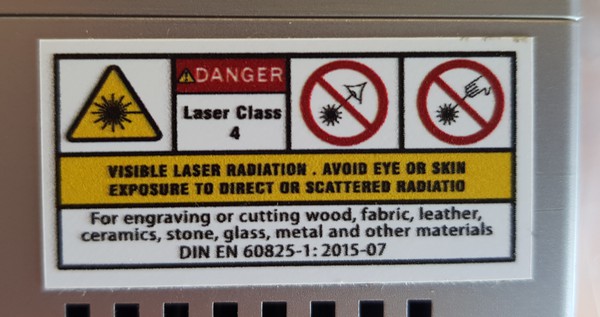 DANGER
Laser Class
4
VISIBLE LASER RADIATION . AVOID EYE OR SKIN
EXPOSURE TO DIRECT OR SCATTERED RADIATIO
For engraving or cutting wood, fabric, leather,
ceramics, stone, glass, metal and other materials
DIN EN 60825-1: 2015-07